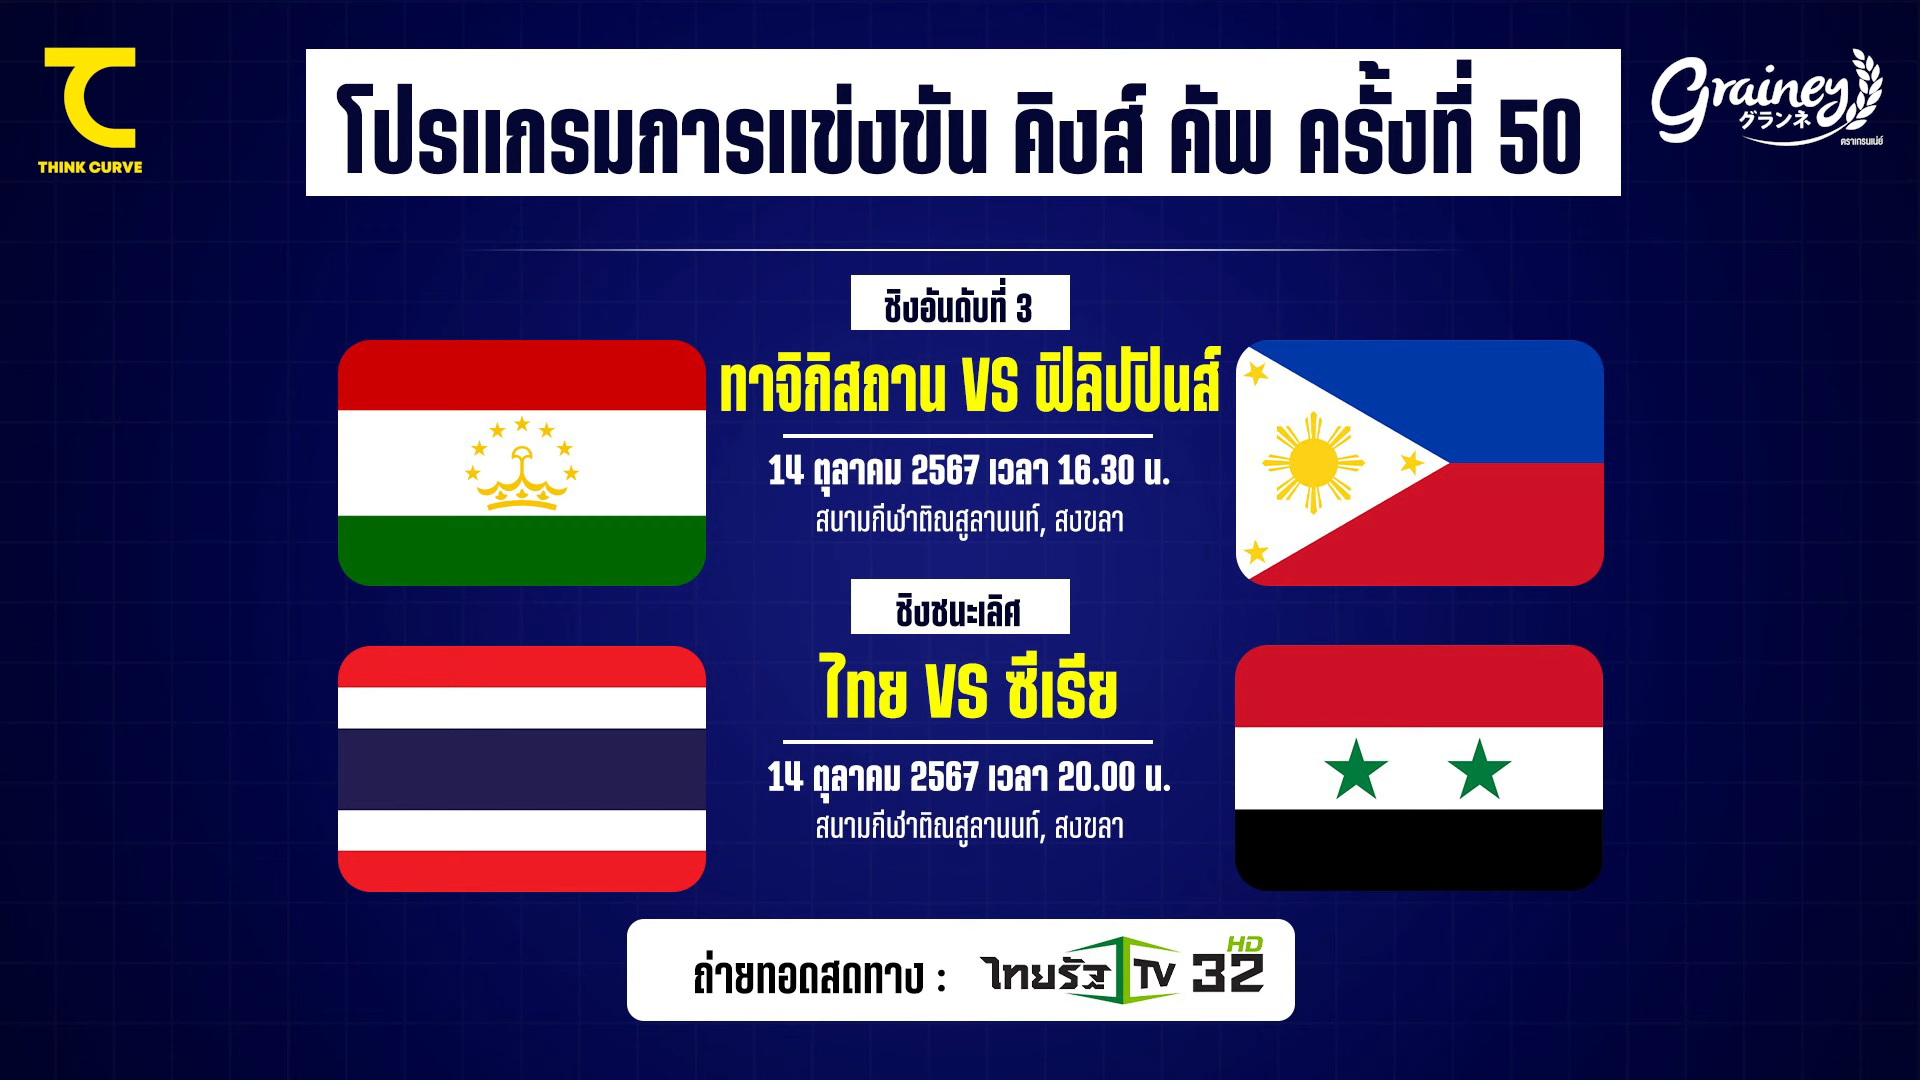 THINK CURVE
โปรแกรมการแข่งขัน คิงส์ คัพ ครั้งที่ 50
Grainey
グランネ
ตราเกรนเน่ย์
ชิงอันดับที่ 3
ทาจิกิสถาน VS ฟิลิปปินส์
14 ตุลาคม 2567 เวลา 16.30 น.
สนามกีฬาติณสูลานนท์, สงขลา
ชิงชนะเลิศ
ไทย VS ซีเรีย
14 ตุลาคม 2567 เวลา 20.00 น.
สนามกีฬาติณสูลานนท์, สงขลา
ถ่ายทอดสดทาง : ไทยรัฐ TV 32 HD